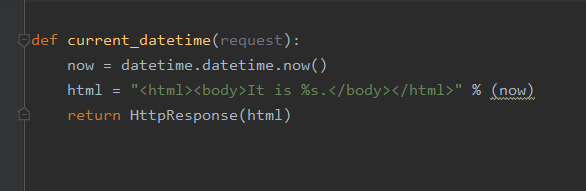 def current_datetime(request):
    now = datetime.datetime.now()
    html = "<html><body>It is %s.</body></html>" % (now)
    return HttpResponse(html)